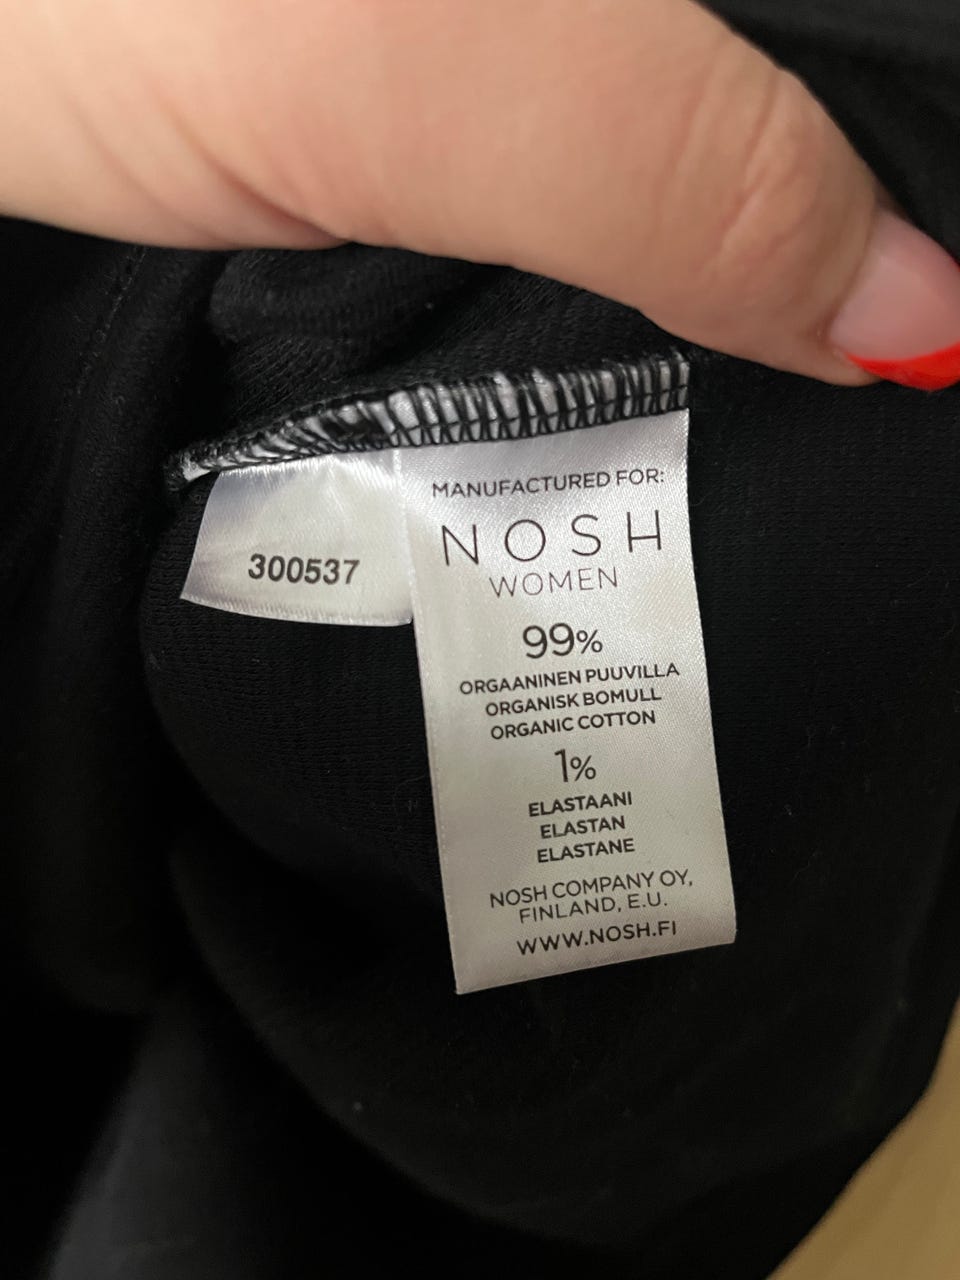 300537
MANUFACTURED FOR:
NOSH
WOMEN
99%
ORGAANINEN PUUVILLA
ORGANISK BOMULL
ORGANIC COTTON
1%
ELASTAANI
ELASTAN
ELASTANE
NOSH COMPANY OY,
FINLAND, E.U.
WWW.NOSH.FI